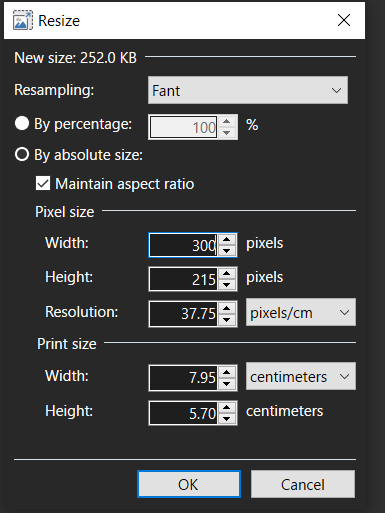 Resize
New size: 252.0 KB
Resampling: Fant
By percentage: 100 %
By absolute size:
Maintain aspect ratio
Pixel size
Width: 300 pixels
Height: 215 pixels
Resolution: 37.75 pixels/cm
Print size
Width: 7.95 centimeters
Height: 5.70 centimeters
OK Cancel